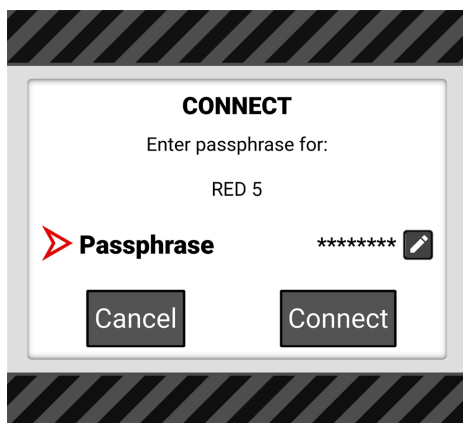 CONNECT
Enter passphrase for:
RED 5
Passphrase ********
Cancel Connect